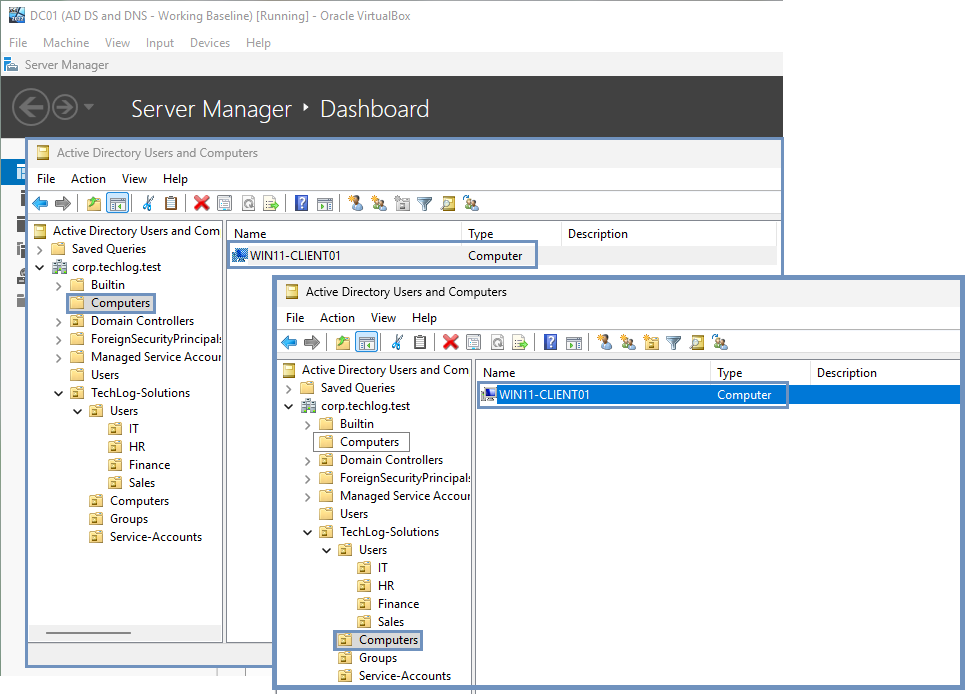 DC01 (AD DS and DNS - Working Baseline) [Running] - Oracle VirtualBox
File Machine View Input Devices Help
Server Manager
Server Manager ‣ Dashboard
Active Directory Users and Computers
File Action View Help
Active Directory Users and Com
Saved Queries
corp.techlog.test
Builtin
Computers
Domain Controllers
ForeignSecurityPrincipals
Managed Service Accour
Users
TechLog-Solutions
Users
IT
HR
Finance
Sales
Computers
Groups
Service-Accounts
Name Type Description
WIN11-CLIENT01 Computer
Active Directory Users and Computers
File Action View Help
Active Directory Users and Com
Saved Queries
corp.techlog.test
Builtin
Computers
Domain Controllers
ForeignSecurityPrincipals
Managed Service Accour
Users
TechLog-Solutions
Users
IT
HR
Finance
Sales
Computers
Groups
Service-Accounts
Name Type Description
WIN11-CLIENT01 Computer